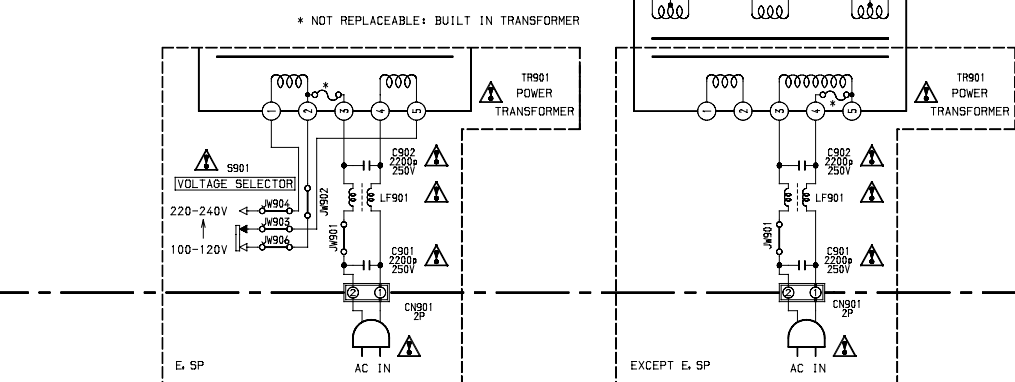 * NOT REPLACEABLE: BUILT IN TRANSFORMER
TR901
POWER
TRANSFORMER
*
1 2 3 4 5
C902
2200p
250V
S901
VOLTAGE SELECTOR
JW902
LF901
220-240V
JW904
JW903
100-120V
JW906
JW901
C901
2200p
250V
2 1
CN901
2P
E, SP
AC IN
TR901
POWER
TRANSFORMER
*
1 2 3 4 5
C902
2200p
250V
LF901
JW901
C901
2200p
250V
2 1
CN901
2P
EXCEPT E, SP
AC IN